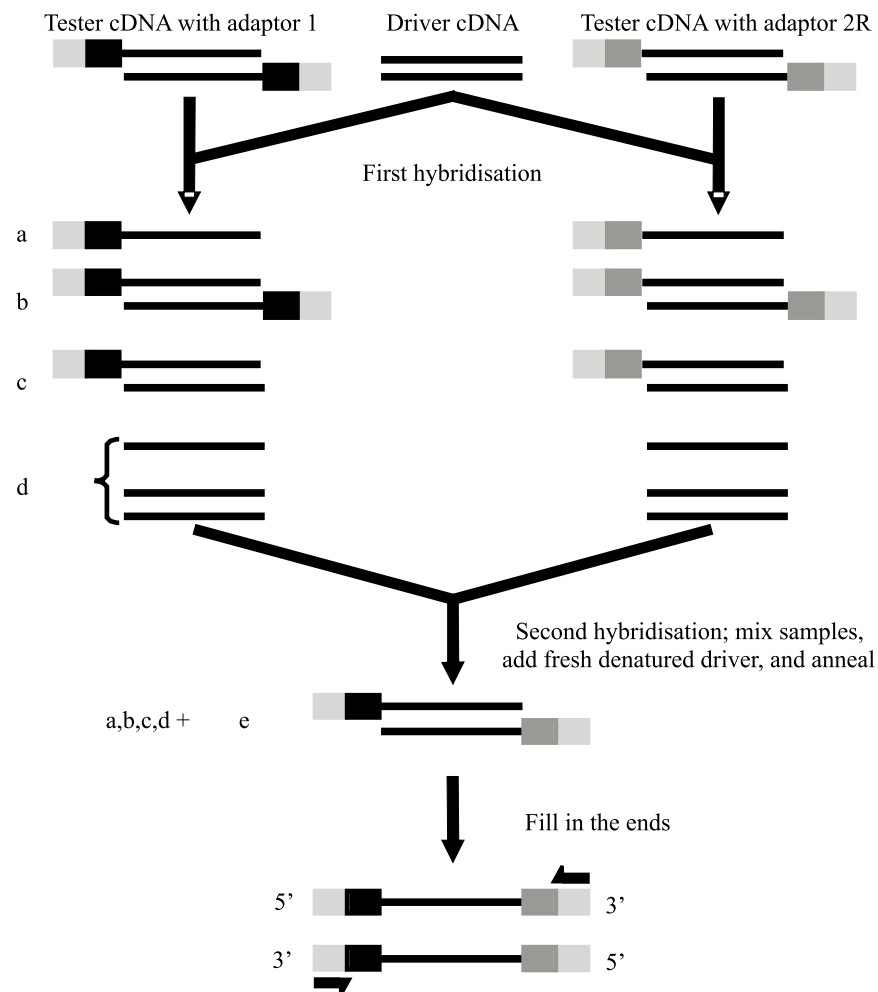 Tester cDNA with adaptor 1
Driver cDNA
Tester cDNA with adaptor 2R
First hybridisation
a
b
c
d
Second hybridisation; mix samples,
add fresh denatured driver, and anneal
a,b,c,d + e
Fill in the ends
5’ 3’
3’ 5’